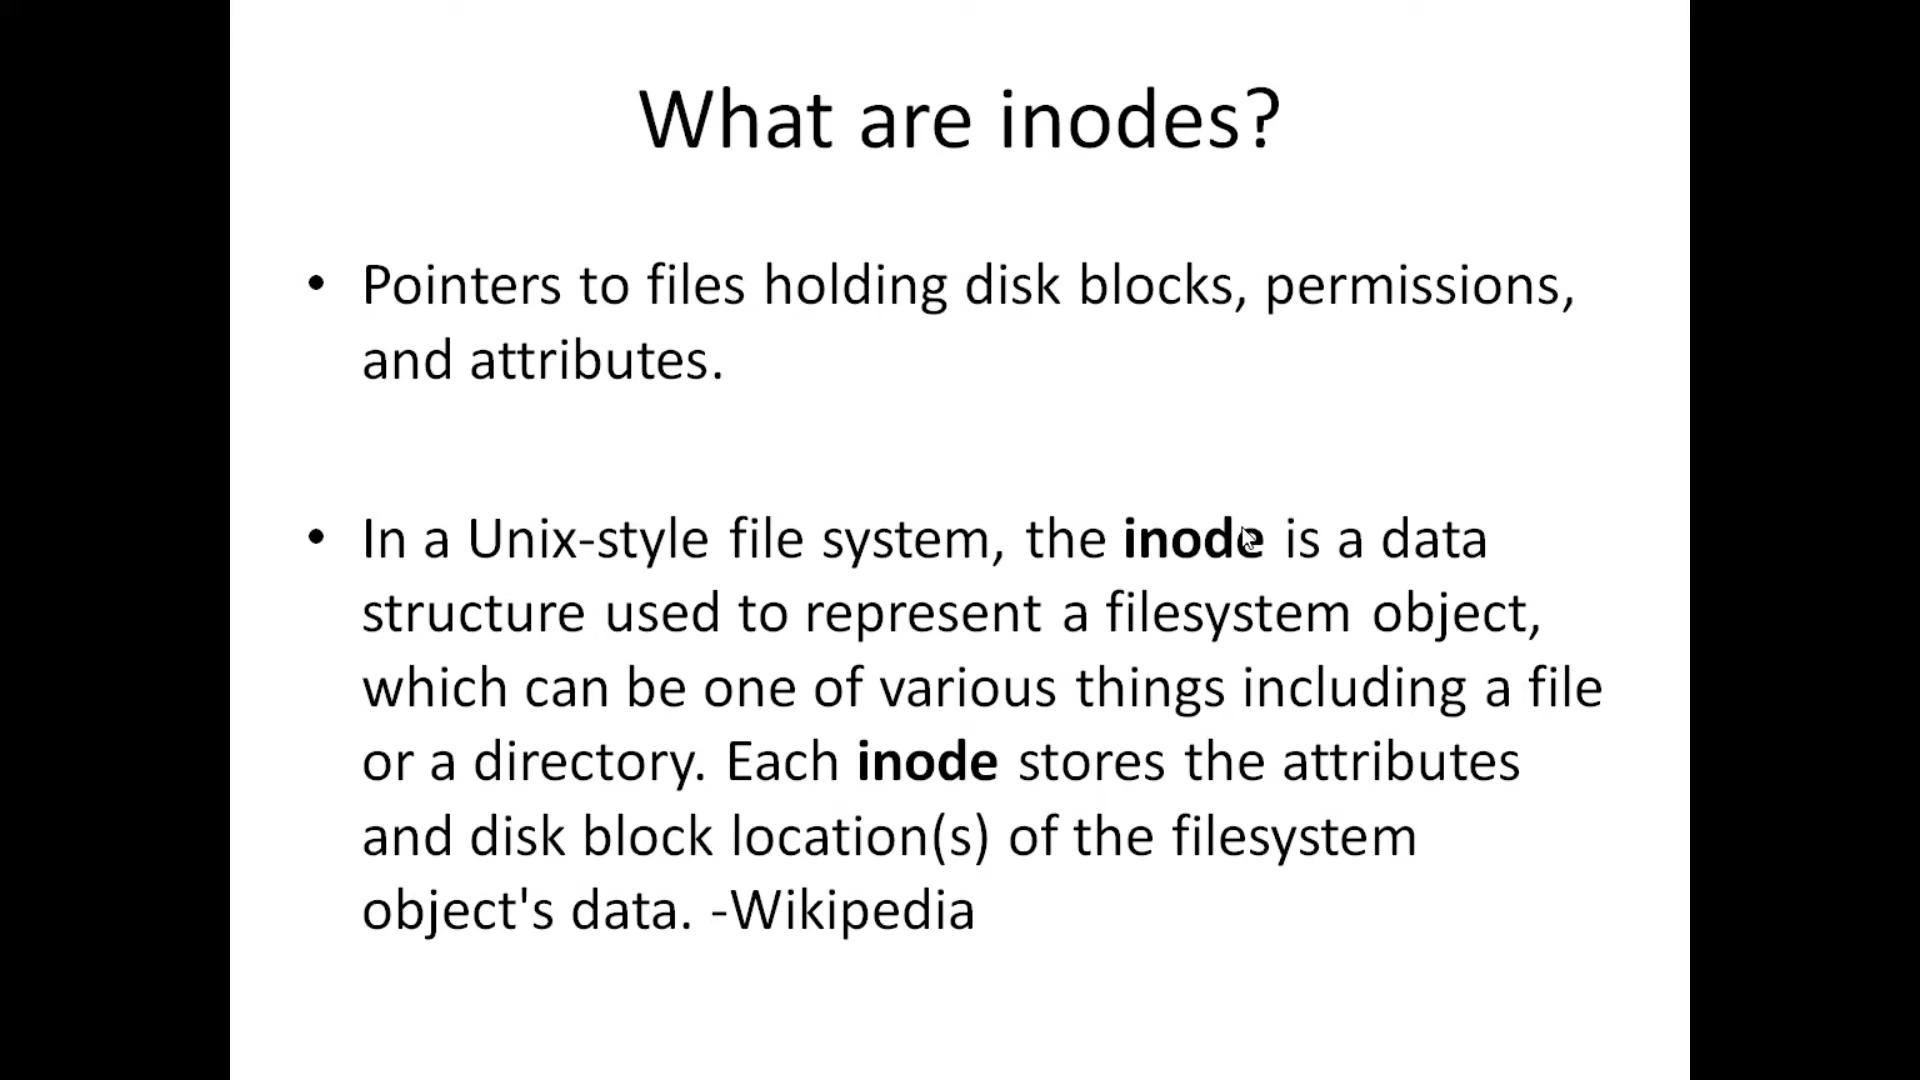 What are inodes?
• Pointers to files holding disk blocks, permissions,
and attributes.
• In a Unix-style file system, the inode is a data
structure used to represent a filesystem object,
which can be one of various things including a file
or a directory. Each inode stores the attributes
and disk block location(s) of the filesystem
object's data. -Wikipedia